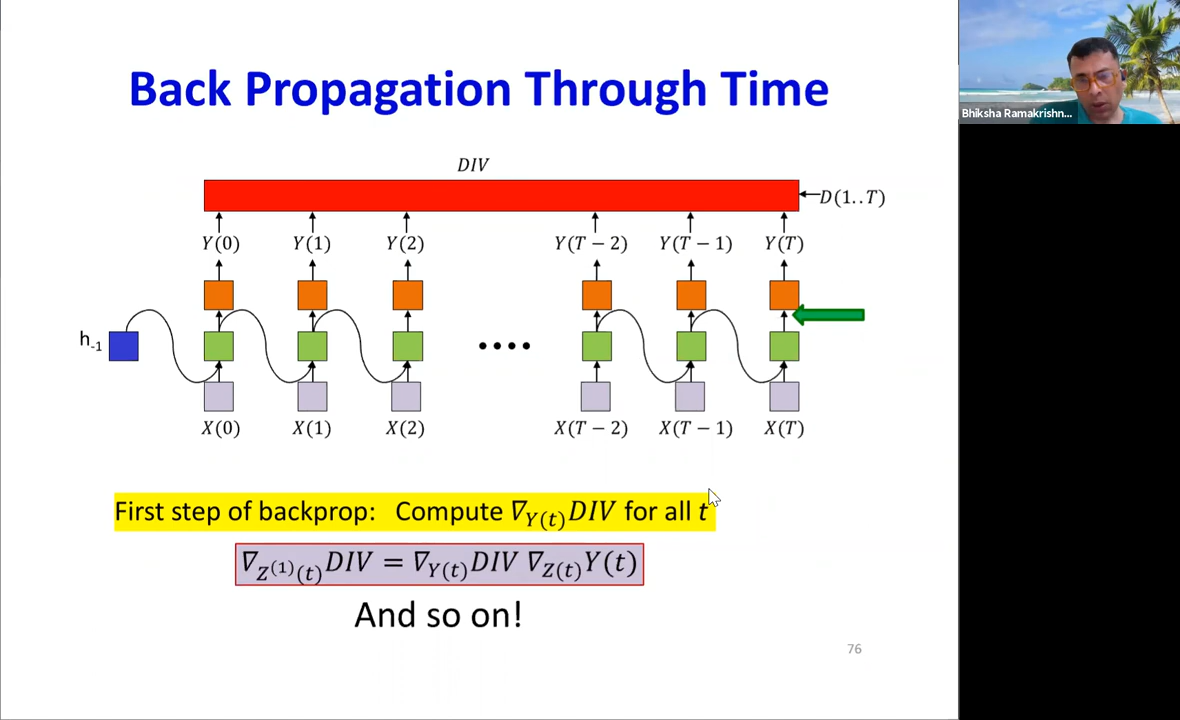 Back Propagation Through Time
DIV
D(1..T)
Y(0) Y(1) Y(2) Y(T − 2) Y(T − 1) Y(T)
h-1
X(0) X(1) X(2) X(T − 2) X(T − 1) X(T)
First step of backprop: Compute ∇Y(t)DIV for all t
∇Z(1)(t)DIV = ∇Y(t)DIV ∇Z(t)Y(t)
And so on!
76
Bhiksha Ramakrishn...